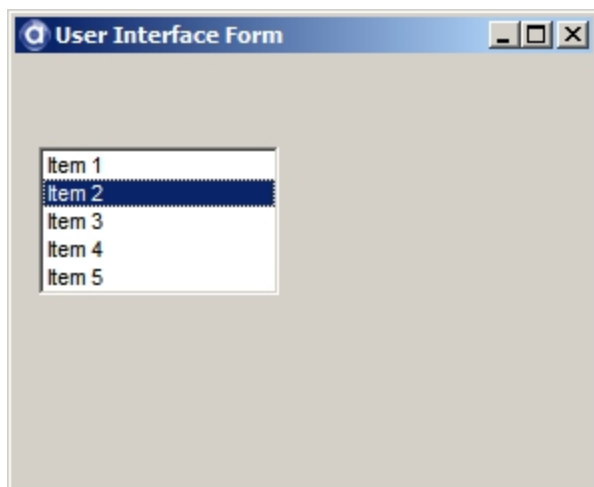 User Interface Form
Item 1
Item 2
Item 3
Item 4
Item 5